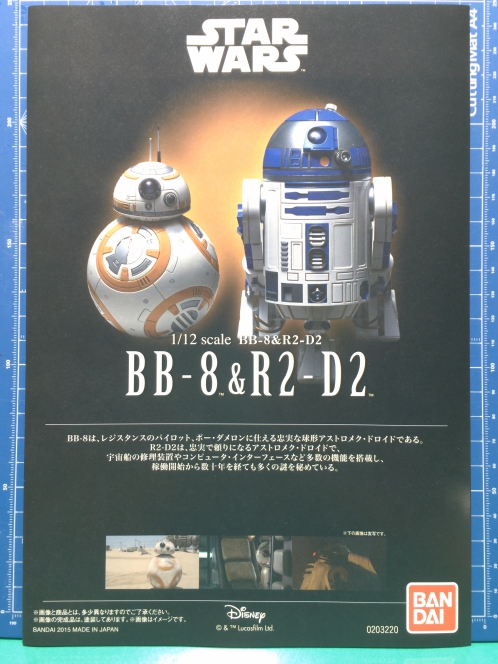 STAR
WARS
1/12 scale BB-8&R2-D2
BB-8&R2-D2
BB-8は、レジスタンスのパイロット、ポー・ダメロンに仕える忠実な球形アストロメク・ドロイドである。
R2-D2は、忠実で頼りになるアストロメク・ドロイドで、
宇宙船の修理装置やコンピュータ・インターフェースなど多数の機能を搭載し、
稼働開始から数十年を経ても多くの謎を秘めている。
※下の画像は実写です。
※画像と商品とは、多少異なりますのでご了承ください。
※画像の完成品は、塗装してあります。※画像はイメージです。
BANDAI 2015 MADE IN JAPAN
Disney
© & ™ Lucasfilm Ltd.
0203220
BAN
DAI
CuttingMat A4